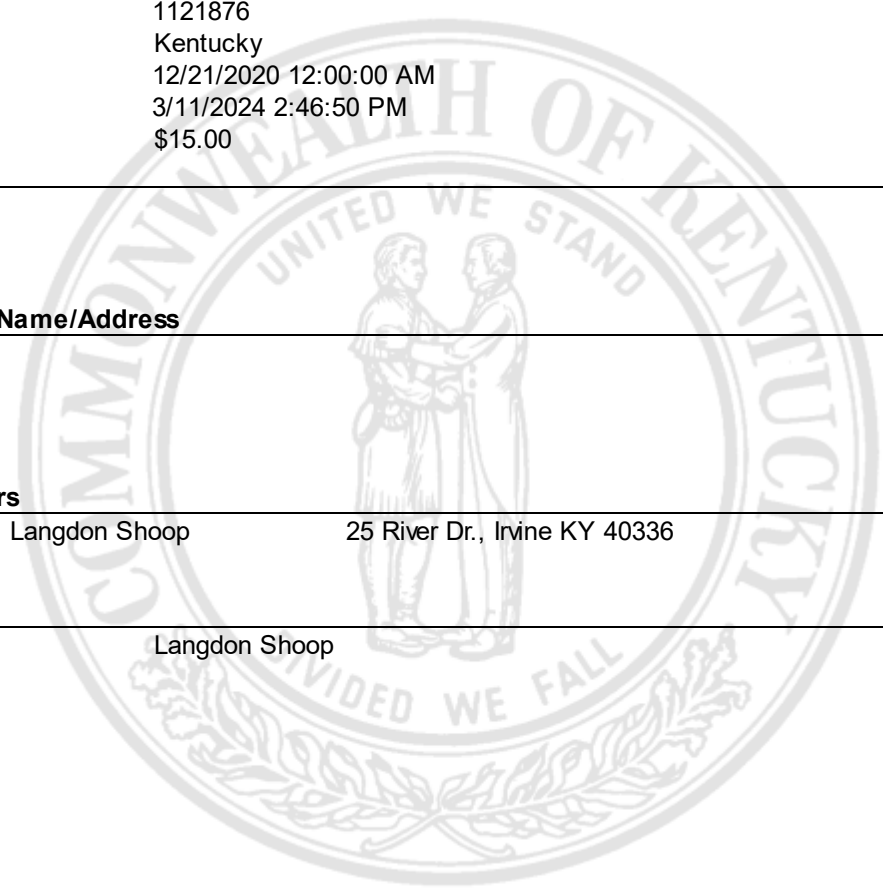 1121876
Kentucky
12/21/2020 12:00:00 AM
3/11/2024 2:46:50 PM
$15.00
COMMONWEALTH OF KENTUCKY
UNITED WE STAND
Name/Address
rs
Langdon Shoop 25 River Dr., Irvine KY 40336
Langdon Shoop
DIVIDED WE FALL